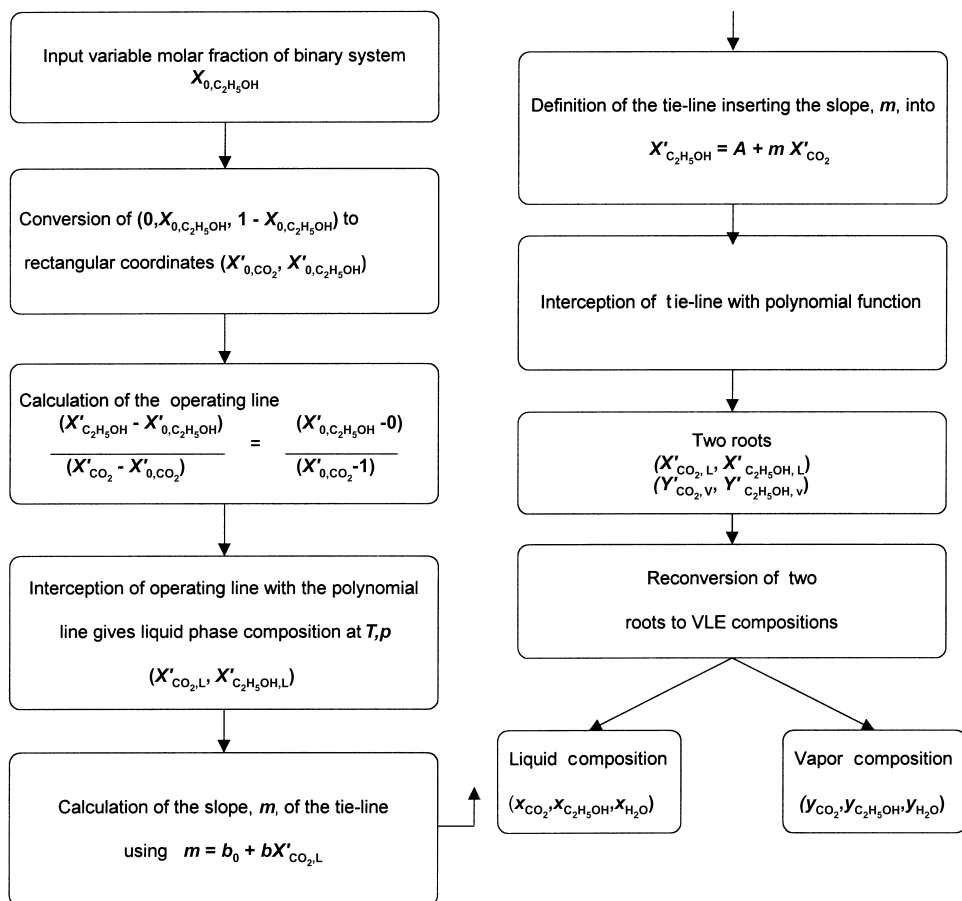 Input variable molar fraction of binary system
X0,C2H5OH
Conversion of (0,X0,C2H5OH, 1 - X0,C2H5OH) to
rectangular coordinates (X'0,CO2, X'0,C2H5OH)
Calculation of the operating line
(X'C2H5OH - X'0,C2H5OH) = (X'0,C2H5OH -0)
(X'CO2 - X'0,CO2) (X'0,CO2-1)
Interception of operating line with the polynomial
line gives liquid phase composition at T,p
(X'CO2,L, X'C2H5OH,L)
Calculation of the slope, m, of the tie-line
using m = b0 + bX'CO2,L
Definition of the tie-line inserting the slope, m, into
X'C2H5OH = A + m X'CO2
Interception of tie-line with polynomial function
Two roots
(X'CO2, L, X'C2H5OH, L)
(Y'CO2, V, Y'C2H5OH, v)
Reconversion of two
roots to VLE compositions
Liquid composition
(xCO2,xC2H5OH,xH2O)
Vapor composition
(yCO2,yC2H5OH,yH2O)